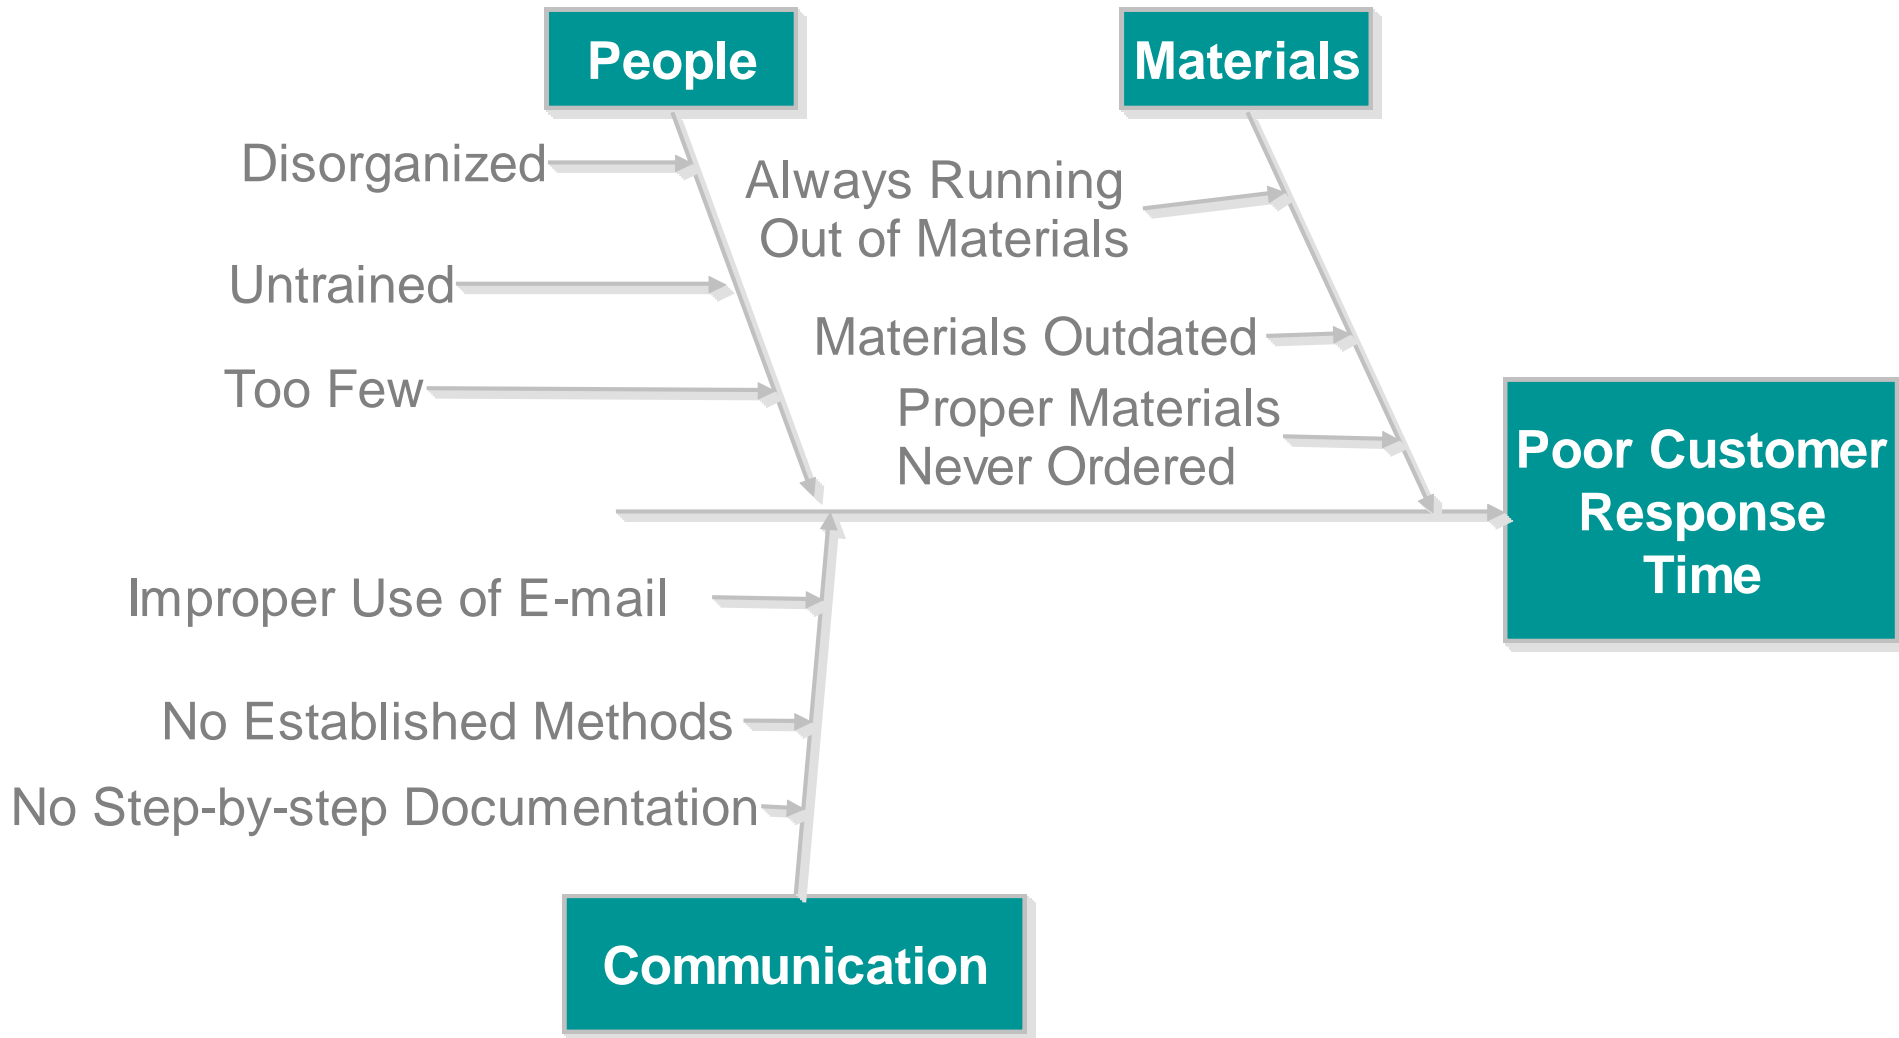 People
Materials
Disorganized
Always Running
Out of Materials
Untrained
Materials Outdated
Too Few
Proper Materials
Never Ordered
Poor Customer
Response
Time
Improper Use of E-mail
No Established Methods
No Step-by-step Documentation
Communication